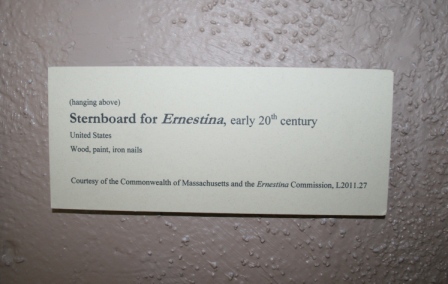 (hanging above)
Sternboard for Ernestina, early 20th century
United States
Wood, paint, iron nails
Courtesy of the Commonwealth of Massachusetts and the Ernestina Commission, L2011.27